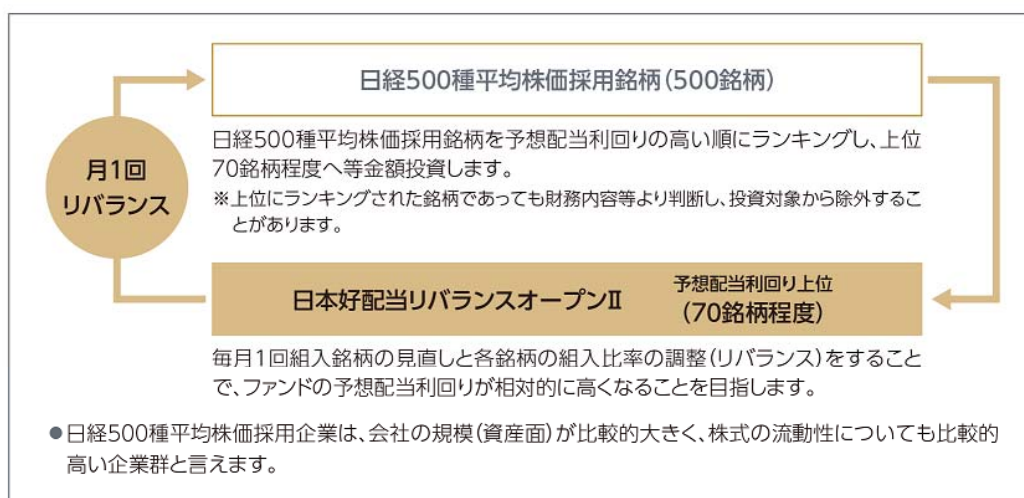 日経500種平均株価採用銘柄(500銘柄)
日経500種平均株価採用銘柄を予想配当利回りの高い順にランキングし、上位
70銘柄程度へ等金額投資します。
※上位にランキングされた銘柄であっても財務内容等より判断し、投資対象から除外するこ
とがあります。
月1回
リバランス
日本好配当リバランスオープンⅡ
予想配当利回り上位
(70銘柄程度)
毎月1回組入銘柄の見直しと各銘柄の組入比率の調整(リバランス)をすること
で、ファンドの予想配当利回りが相対的に高くなることを目指します。
●日経500種平均株価採用企業は、会社の規模(資産面)が比較的大きく、株式の流動性についても比較的
高い企業群と言えます。